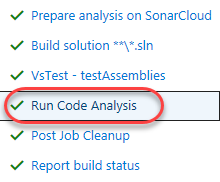 Prepare analysis on SonarCloud
Build solution **\*.sln
VsTest - testAssemblies
Run Code Analysis
Post Job Cleanup
Report build status